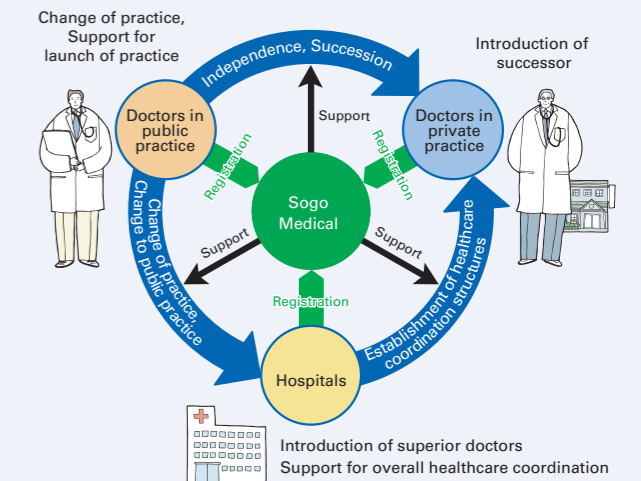 Change of practice,
Support for
launch of practice
Introduction of
successor
Independence, Succession
Doctors in
public
practice
Doctors in
private
practice
Support
Registration
Registration
Sogo
Medical
Support
Support
Registration
Change of practice,
Change to public practice
Establishment of healthcare
coordination structures
Hospitals
Introduction of superior doctors
Support for overall healthcare coordination